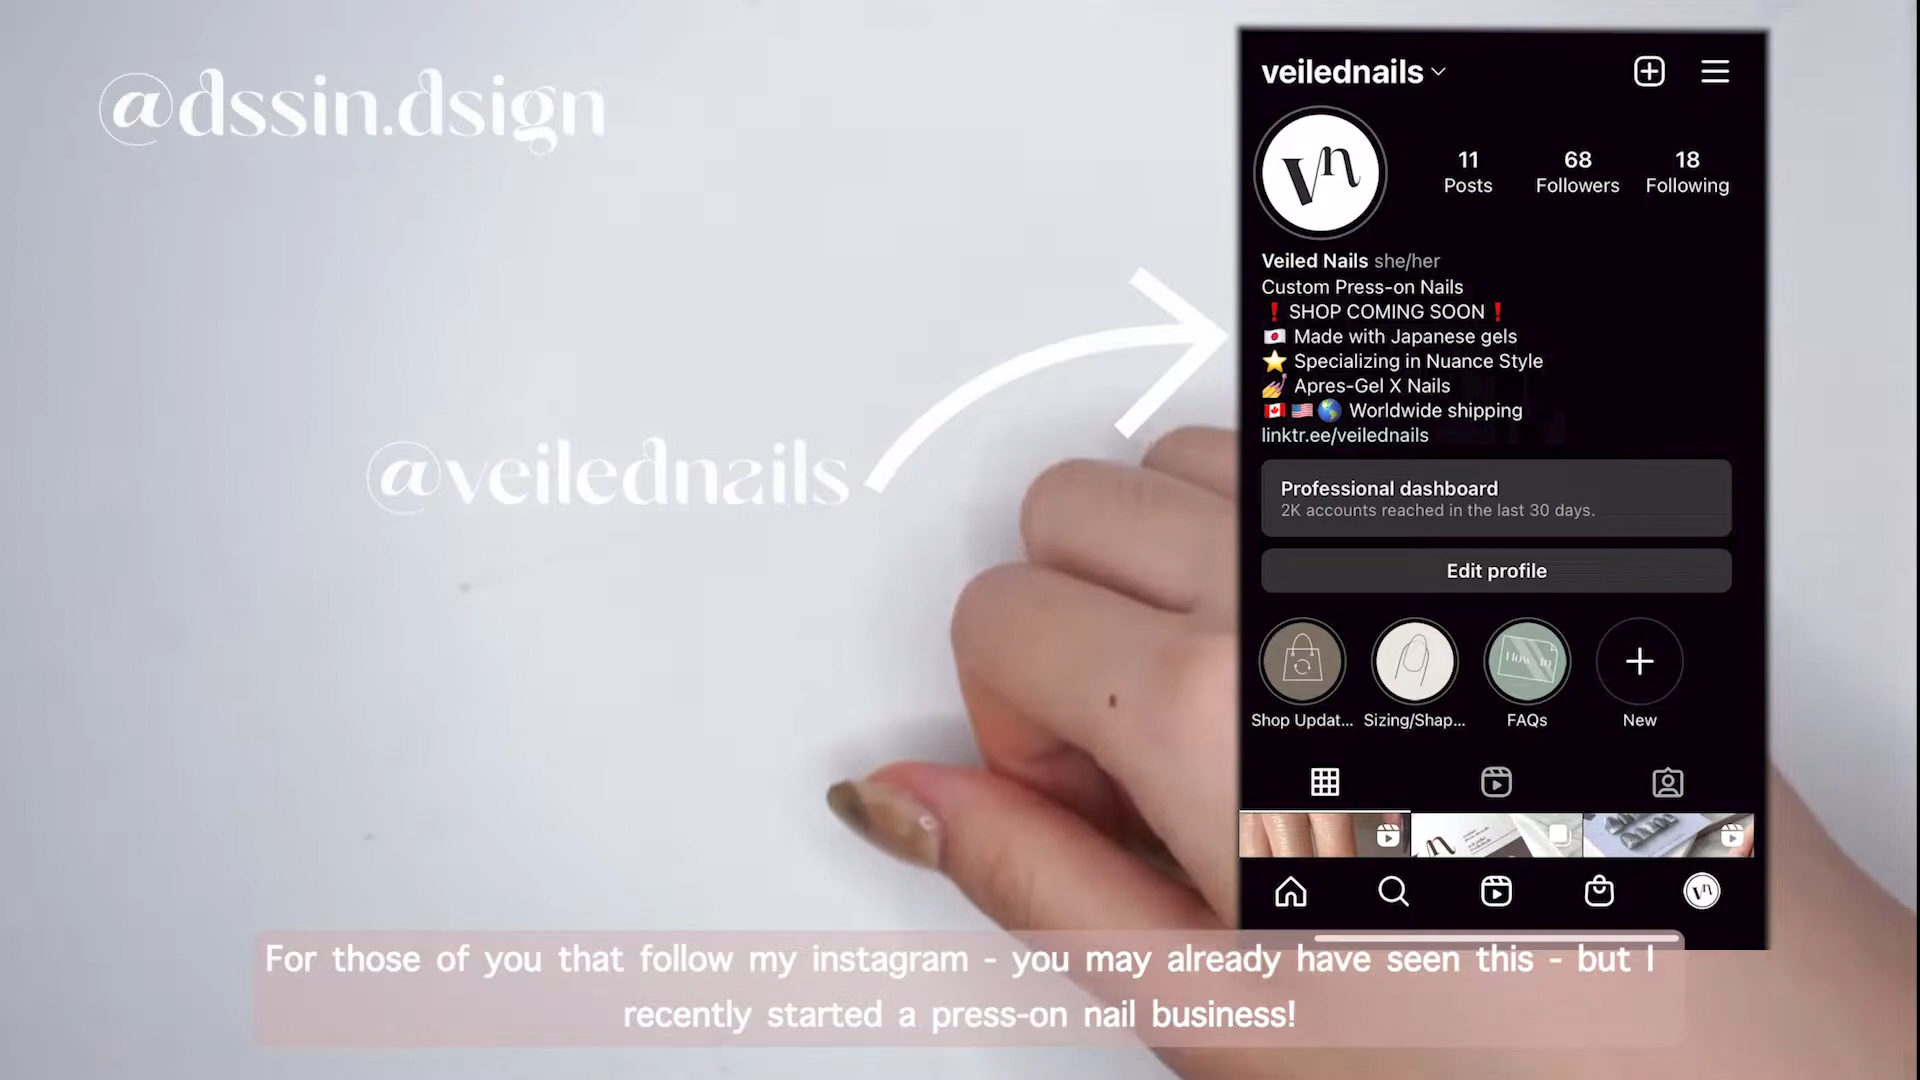 @dssin.dsign
@veilednails
veilednails
Vn
11
Posts
68
Followers
18
Following
Veiled Nails she/her
Custom Press-on Nails
❗ SHOP COMING SOON ❗
🇯🇵 Made with Japanese gels
⭐ Specializing in Nuance Style
💅 Apres-Gel X Nails
🇨🇦 🇺🇸 🌎 Worldwide shipping
linktr.ee/veilednails
Professional dashboard
2K accounts reached in the last 30 days.
Edit profile
How to
Shop Updat...
Sizing/Shap...
FAQs
New
Vn
For those of you that follow my instagram - you may already have seen this - but I
recently started a press-on nail business!